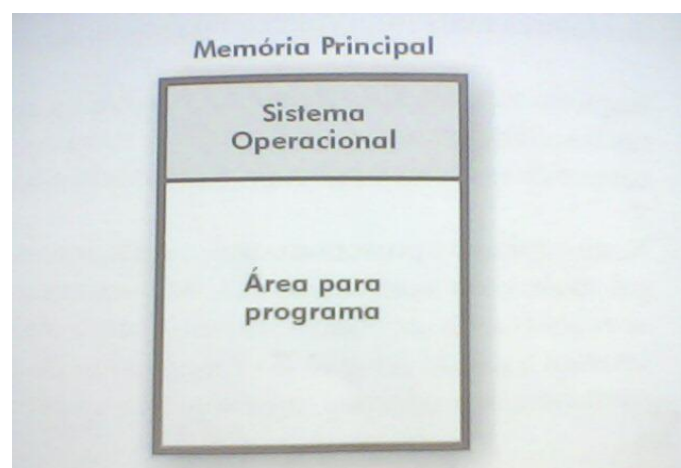 Memória Principal
Sistema
Operacional
Área para
programa